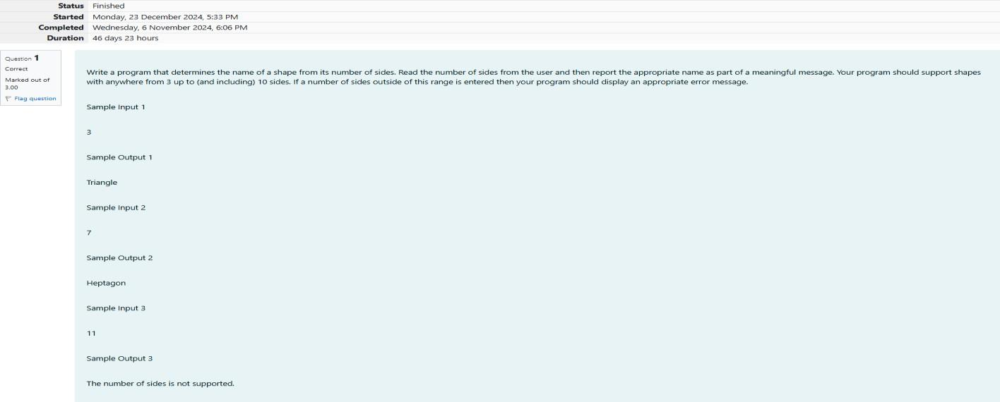 Status Finished
Started Monday, 23 December 2024, 5:33 PM
Completed Wednesday, 6 November 2024, 6:06 PM
Duration 46 days 23 hours
Question 1
Correct
Marked out of
3.00
Flag question
Write a program that determines the name of a shape from its number of sides. Read the number of sides from the user and then report the appropriate name as part of a meaningful message. Your program should support shapes
with anywhere from 3 up to (and including) 10 sides. If a number of sides outside of this range is entered then your program should display an appropriate error message.
Sample Input 1
3
Sample Output 1
Triangle
Sample Input 2
7
Sample Output 2
Heptagon
Sample Input 3
11
Sample Output 3
The number of sides is not supported.